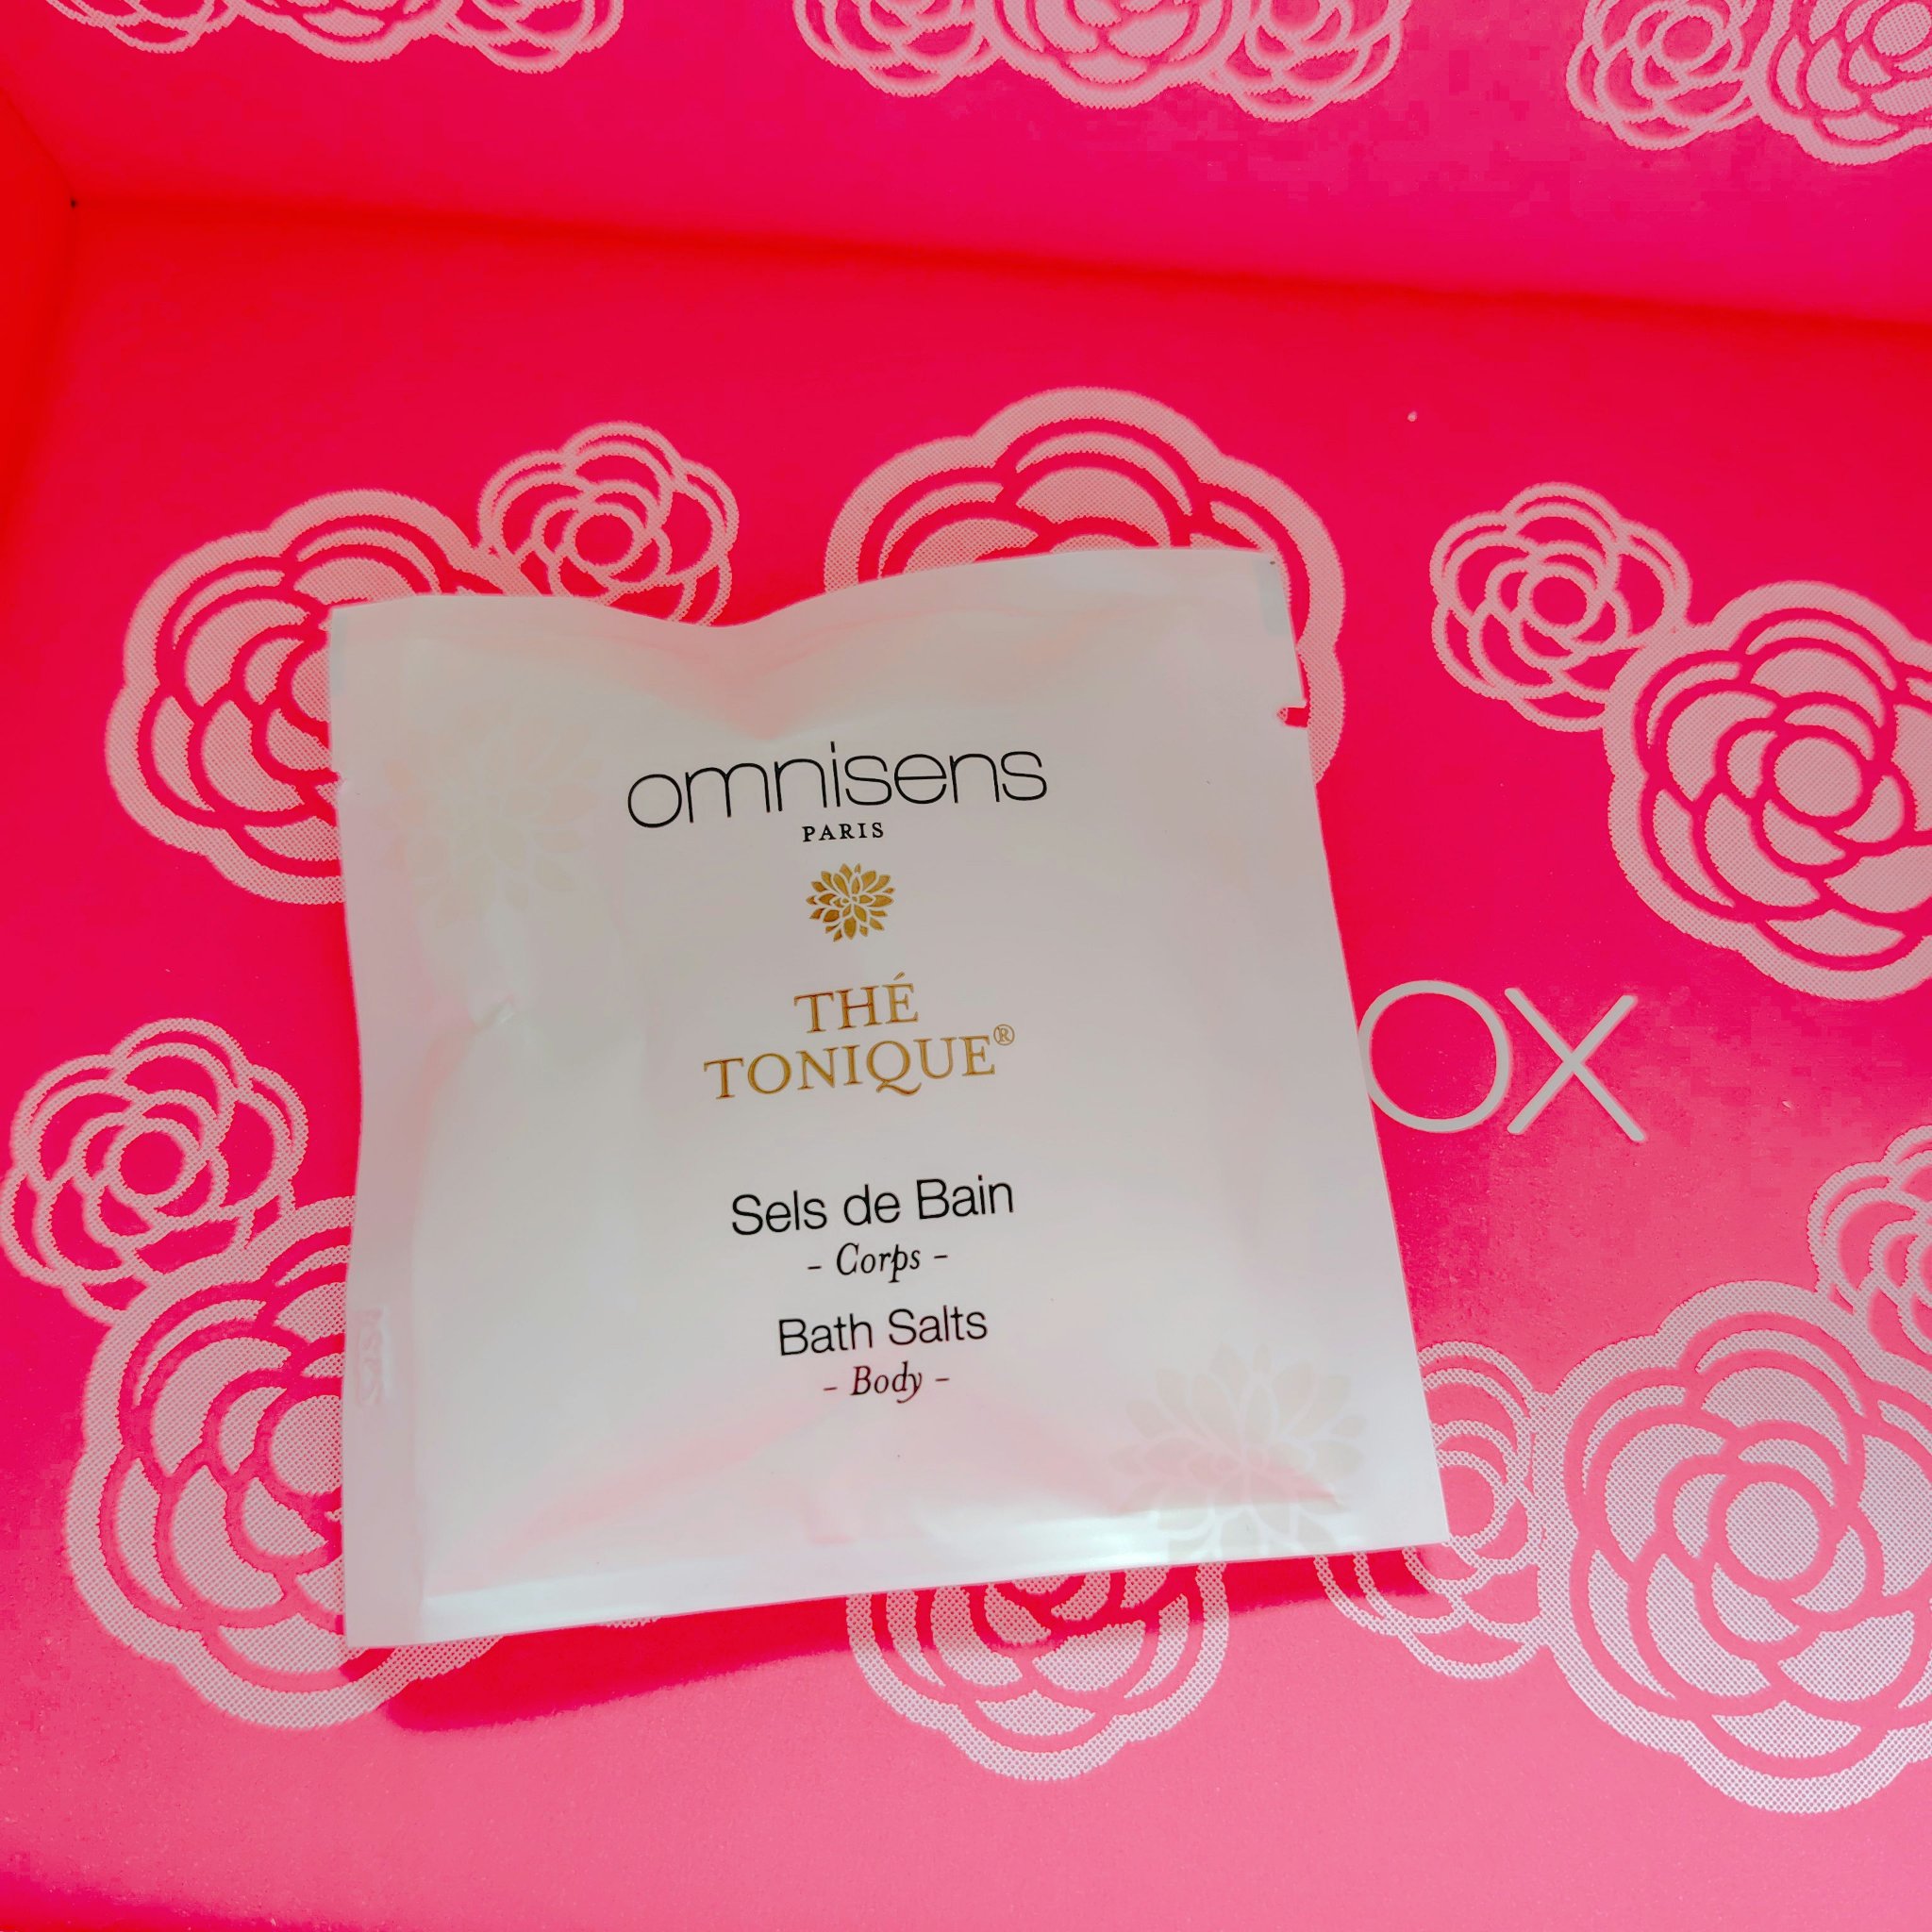 omnisens
PARIS
THÉ
TONIQUE®
Sels de Bain
- Corps -
Bath Salts
- Body -
OX